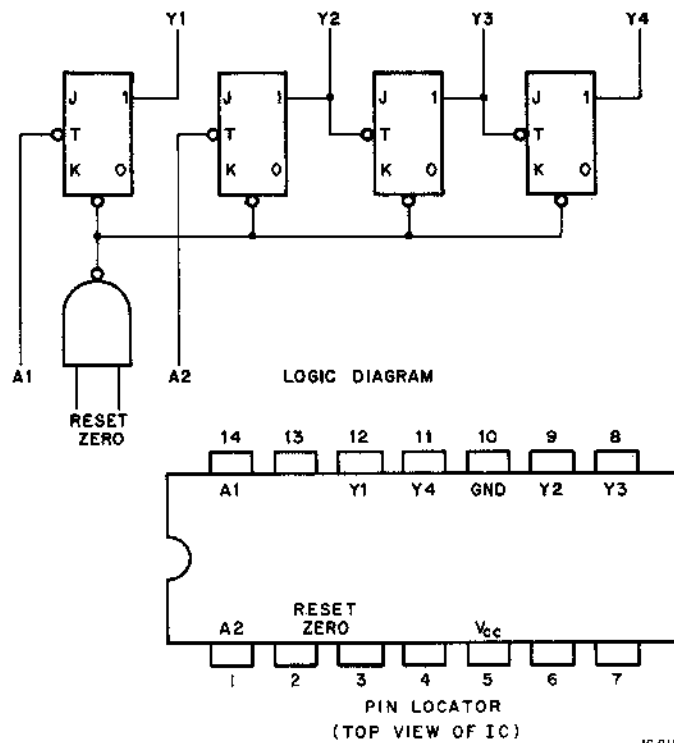 Y1 Y2 Y3 Y4
J 1 J 1 J 1 J 1
T T T T
K 0 K 0 K 0 K 0
A1 A2 LOGIC DIAGRAM
RESET
ZERO
14 13 12 11 10 9 8
A1 Y1 Y4 GND Y2 Y3
RESET
A2 ZERO VCC
1 2 3 4 5 6 7
PIN LOCATOR
(TOP VIEW OF IC)